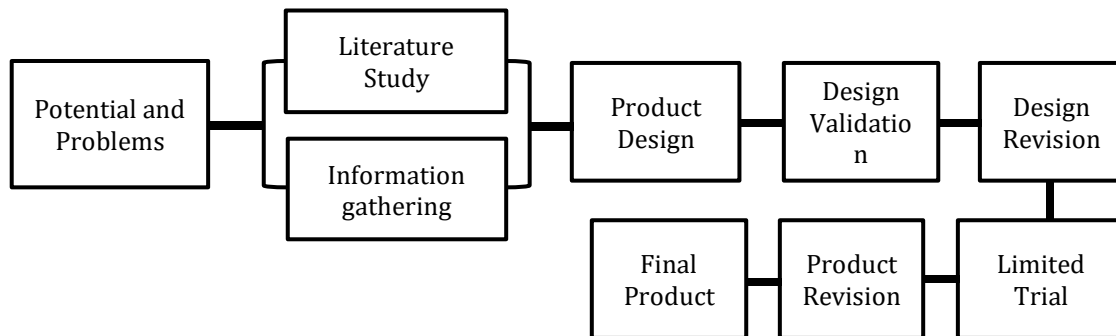 Potential and
Problems
Literature
Study
Information
gathering
Product
Design
Design
Validatio
n
Design
Revision
Limited
Trial
Product
Revision
Final
Product